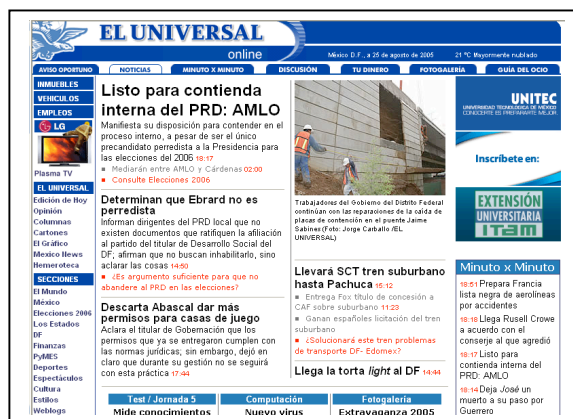 EL UNIVERSAL
online
México D.F., a 25 de agosto de 2005
21 °C Mayormente nublado
AVISO OPORTUNO
NOTICIAS
MINUTO X MINUTO
DISCUSIÓN
TU DINERO
FOTOGALERÍA
GUÍA DEL OCIO
INMUEBLES
VEHICULOS
EMPLEOS
LG
Plasma TV
EL UNIVERSAL
Edición de Hoy
Opinión
Columnas
Cartones
El Gráfico
Mexico News
Hemeroteca
SECCIONES
El Mundo
México
Elecciones 2006
Los Estados
DF
Finanzas
PyMES
Deportes
Espectáculos
Cultura
Estilos
Weblogs
Listo para contienda
interna del PRD: AMLO
Manifiesta su disposición para contender en el
proceso interno, a pesar de ser el único
precandidato perredista a la Presidencia para
las elecciones del 2006 18:17
Mediarán entre AMLO y Cárdenas 02:00
Consulte Elecciones 2006
Determinan que Ebrard no es
perredista
Informan dirigentes del PRD local que no
existen documentos que ratifiquen la afiliación
al partido del titular de Desarrollo Social del
DF; afirman que no buscan inhabilitarlo, sino
aclarar las cosas 14:50
¿Es argumento suficiente para que no
abandere al PRD en las elecciones?
Descarta Abascal dar más
permisos para casas de juego
Aclara el titular de Gobernación que los
permisos que ya se entregaron cumplen con
las normas jurídicas; sin embargo, dejó en
claro que durante su gestión no se seguirá
con esta práctica 17:44
Trabajadores del Gobierno del Distrito Federal
continúan con las reparaciones de la caída de
placas de contención en el puente Jaime
Sabines (Foto: Jorge Carballo /EL
UNIVERSAL)
Llevará SCT tren suburbano
hasta Pachuca 15:12
Entrega Fox título de concesión a
CAF sobre suburbano 11:23
Ganan españoles licitación del tren
suburbano
¿Solucionará este tren problemas
de transporte DF- Edomex?
Llega la torta light al DF 14:44
UNITEC
UNIVERSIDAD TECNOLÓGICA DE MÉXICO
CONOCERTE ES PREPARARTE MEJOR.
Inscríbete en:
EXTENSIÓN
UNIVERSITARIA
ITAM
Minuto x Minuto
18:51 Prepara Francia
lista negra de aerolíneas
por accidentes
18:18 Llega Rusell Crowe
a acuerdo con el
conserje al que agredió
18:17 Listo para
contienda interna del
PRD: AMLO
18:14 Deja José un
muerto a su paso por
Guerrero
Test / Jornada 5
Mide conocimientos
Computación
Nuevo virus
Fotogalería
Extravaganza 2005